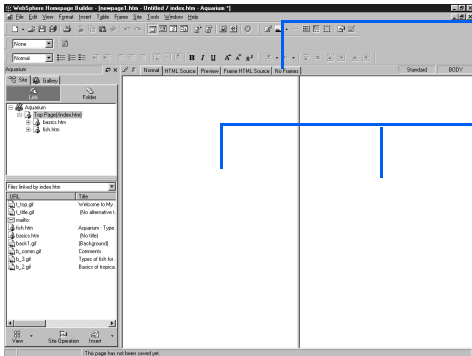 WebSphere Homepage Builder - [newpage1.htm - Untitled / index.htm - Aquarium *]
File Edit View Format Insert Table Frame Site Tools Window Help
None
Normal
B I U A A a²
Aquarium
Normal HTML Source Preview Frame HTML Source No Frames Standard BODY
Site Gallery
Link Folder
Aquarium
Top Page(/index.htm)
basics.htm
fish.htm
Files linked by index.htm
URL Title
t_top.gif Welcome to My .
t_title.gif (No alternative t.
mailto:
fish.htm Aquarium - Type.
basics.htm (No title)
back1.gif (Background)
b_comm.gif Comments
b_3.gif Types of fish for .
b_2.gif Basics of tropica.
View Site Operation Insert
This page has not been saved yet.